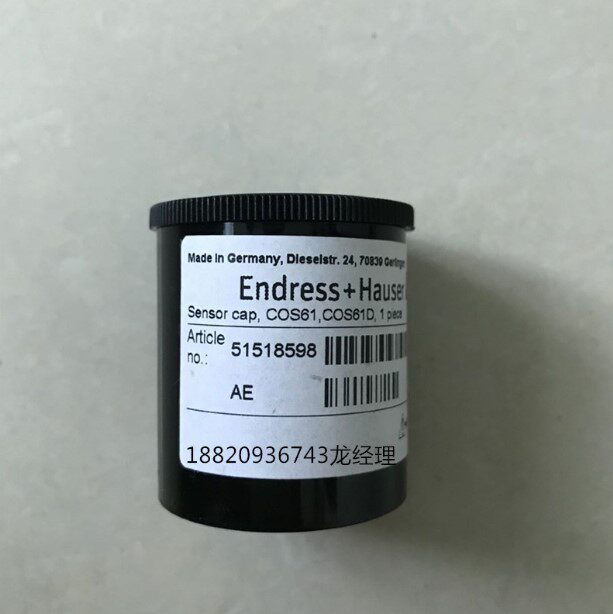 Made in Germany, Dieselstr. 24, 70839 Gerlingen
Endress+Hauser
Sensor cap, COS61,COS61D, 1 piece
Article
no.: 51518598
AE
18820936743龙经理